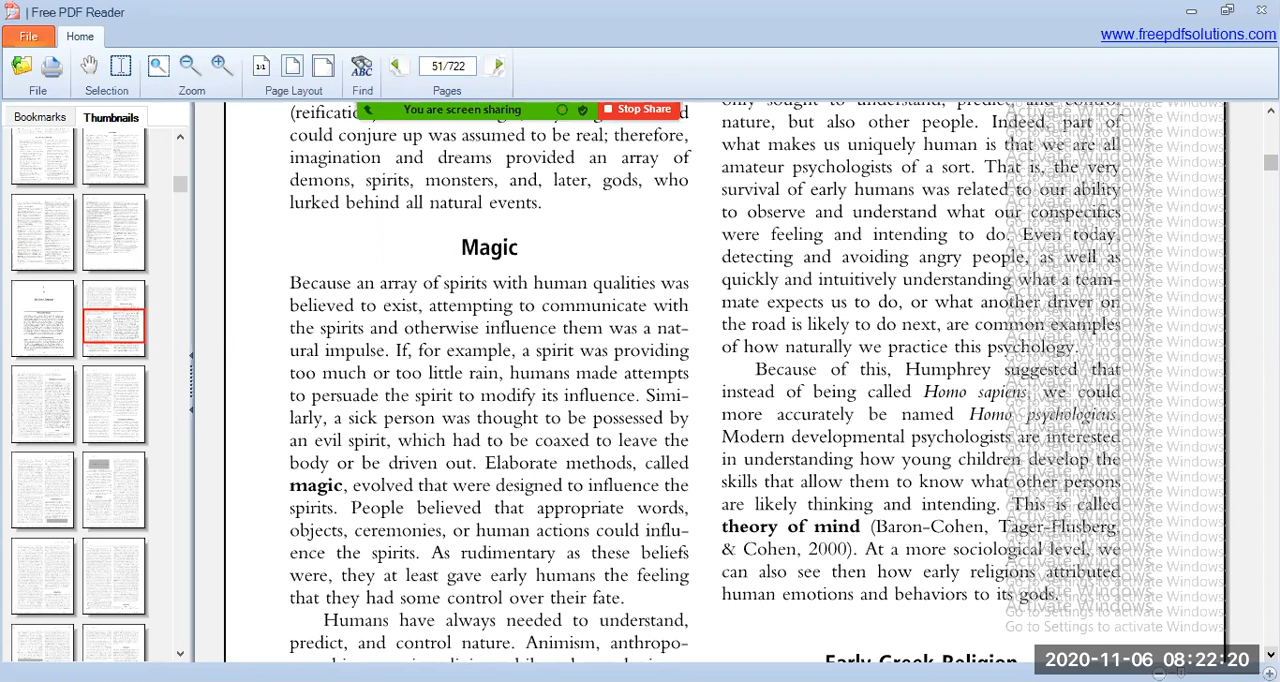 | Free PDF Reader
File
Home
www.freepdfsolutions.com
51/722
File
Selection
Zoom
Page Layout
Find
Pages
Bookmarks
Thumbnails
You are screen sharing
Stop Share
could conjure up was assumed to be real; therefore,
imagination and dreams provided an array of
demons, spirits, monsters, and, later, gods, who
lurked behind all natural events.
Magic
Because an array of spirits with human qualities was
believed to exist, attempting to communicate with
the spirits and otherwise influence them was a nat-
ural impulse. If, for example, a spirit was providing
too much or too little rain, humans made attempts
to persuade the spirit to modify its influence. Simi-
larly, a sick person was thought to be possessed by
an evil spirit, which had to be coaxed to leave the
body or be driven out. Elaborate methods, called
magic, evolved that were designed to influence the
spirits. People believed that appropriate words,
objects, ceremonies, or human actions could influ-
ence the spirits. As rudimentary as these beliefs
were, they at least gave early humans the feeling
that they had some control over their fate.
Humans have always needed to understand,
predict, and control nature. Animism, anthropo-
only sought to understand, predict, and control
nature, but also other people. Indeed, part of
what makes us uniquely human is that we are all
amateur psychologists of a sort. That is, the very
survival of early humans was related to our ability
to observe and understand what our conspecifics
were feeling and intending to do. Even today,
detecting and avoiding angry people, as well as
quickly and intuitively understanding what a team-
mate expects us to do, or what another driver on
the road is likely to do next, are common examples
of how naturally we practice this psychology.
Because of this, Humphrey suggested that
instead of being called Homo sapiens, we could
more accurately be named Homo psychologicus.
Modern developmental psychologists are interested
in understanding how young children develop the
skills that allow them to know what other persons
are likely thinking and intending. This is called
theory of mind (Baron-Cohen, Tager-Flusberg,
& Cohen, 2000). At a more sociological level, we
can also see then how early religions attributed
human emotions and behaviors to its gods.
Early Greek Religion
Activate Windows
Go to Settings to activate Windows.
2020-11-06 08:22:20